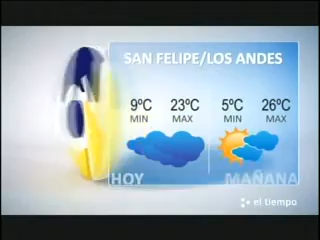 SAN FELIPE/LOS ANDES
9ºC 23ºC 5ºC 26ºC
MIN MAX MIN MAX
HOY MAÑANA
el tiempo